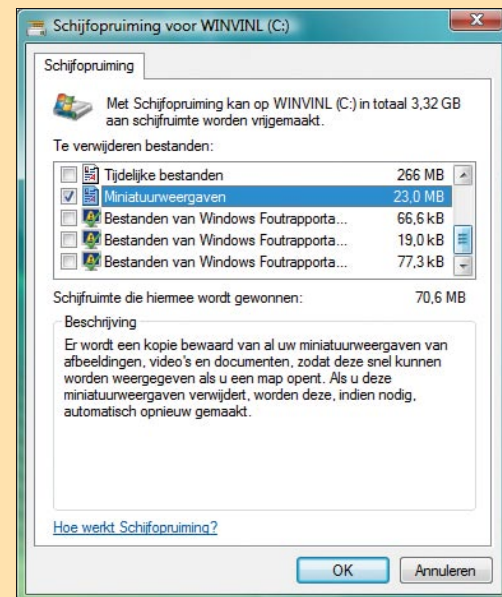 Schijfopruiming voor WINVINL (C:)
Schijfopruiming
Met Schijfopruiming kan op WINVINL (C:) in totaal 3,32 GB
aan schijfruimte worden vrijgemaakt.
Te verwijderen bestanden:
Tijdelijke bestanden 266 MB
Miniatuurweergaven 23,0 MB
Bestanden van Windows Foutrapporta... 66,6 kB
Bestanden van Windows Foutrapporta... 19,0 kB
Bestanden van Windows Foutrapporta... 77,3 kB
Schijfruimte die hiermee wordt gewonnen: 70,6 MB
Beschrijving
Er wordt een kopie bewaard van al uw miniatuurweergaven van
afbeeldingen, video's en documenten, zodat deze snel kunnen
worden weergegeven als u een map opent. Als u deze
miniatuurweergaven verwijdert, worden deze, indien nodig,
automatisch opnieuw gemaakt.
Hoe werkt Schijfopruiming?
OK Annuleren